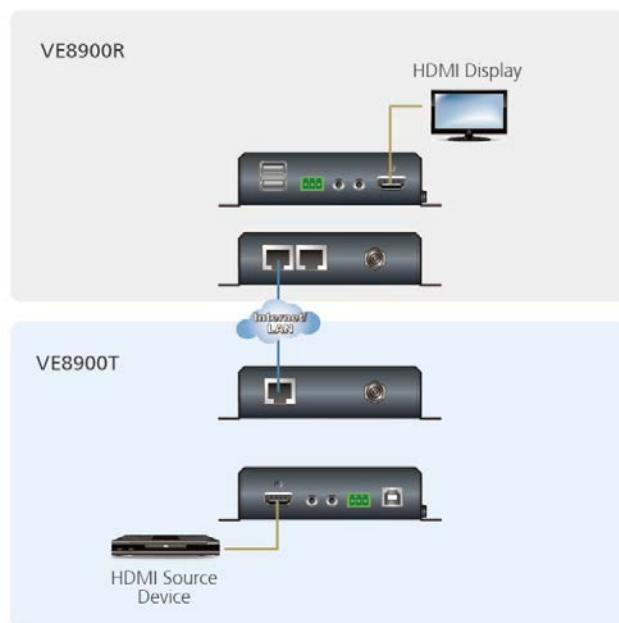 VE8900R
HDMI Display
Internet/
LAN
VE8900T
HDMI Source
Device